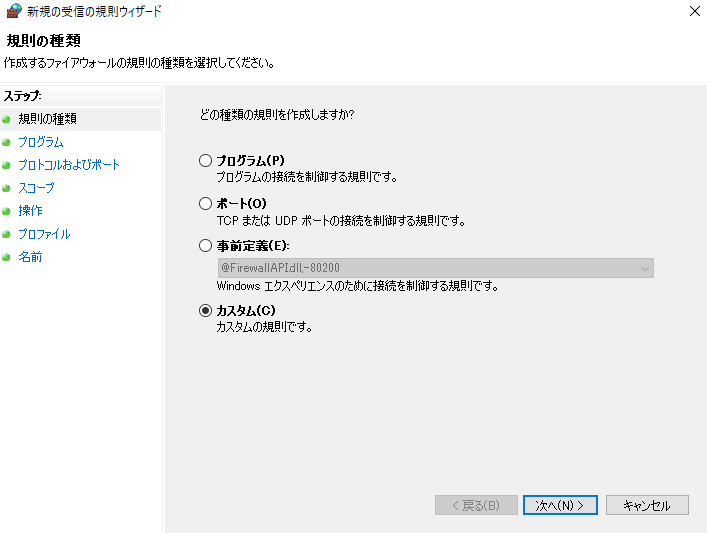 新規の受信の規則ウィザード
規則の種類
作成するファイアウォールの規則の種類を選択してください。
ステップ:
規則の種類
プログラム
プロトコルおよびポート
スコープ
操作
プロファイル
名前
どの種類の規則を作成しますか?
プログラム(P)
プログラムの接続を制御する規則です。
ポート(O)
TCP または UDP ポートの接続を制御する規則です。
事前定義(E):
@FirewallAPI.dll,-80200
Windows エクスペリエンスのために接続を制御する規則です。
カスタム(C)
カスタムの規則です。
< 戻る(B)
次へ(N) >
キャンセル